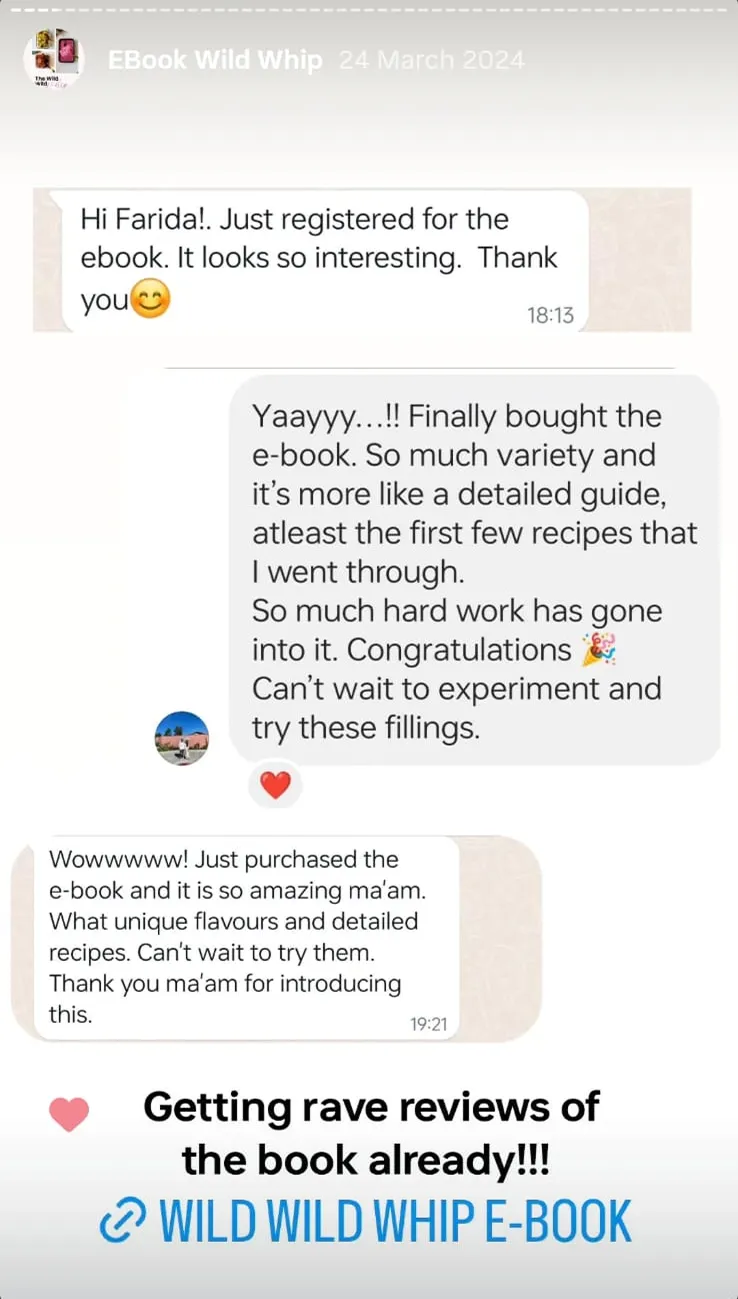 EBook Wild Whip 24 March 2024
The Wild
Hi Farida!. Just registered for the
ebook. It looks so interesting.  Thank
you😊
18:13
Yaayyy...!! Finally bought the
e-book. So much variety and
it's more like a detailed guide,
atleast the first few recipes that
I went through.
So much hard work has gone
into it. Congratulations 🎉
Can't wait to experiment and
try these fillings.
❤️
Wowwwww! Just purchased the
e-book and it is so amazing ma'am.
What unique flavours and detailed
recipes. Can't wait to try them.
Thank you ma'am for introducing
this.
19:21
Getting rave reviews of
the book already!!!
WILD WILD WHIP E-BOOK